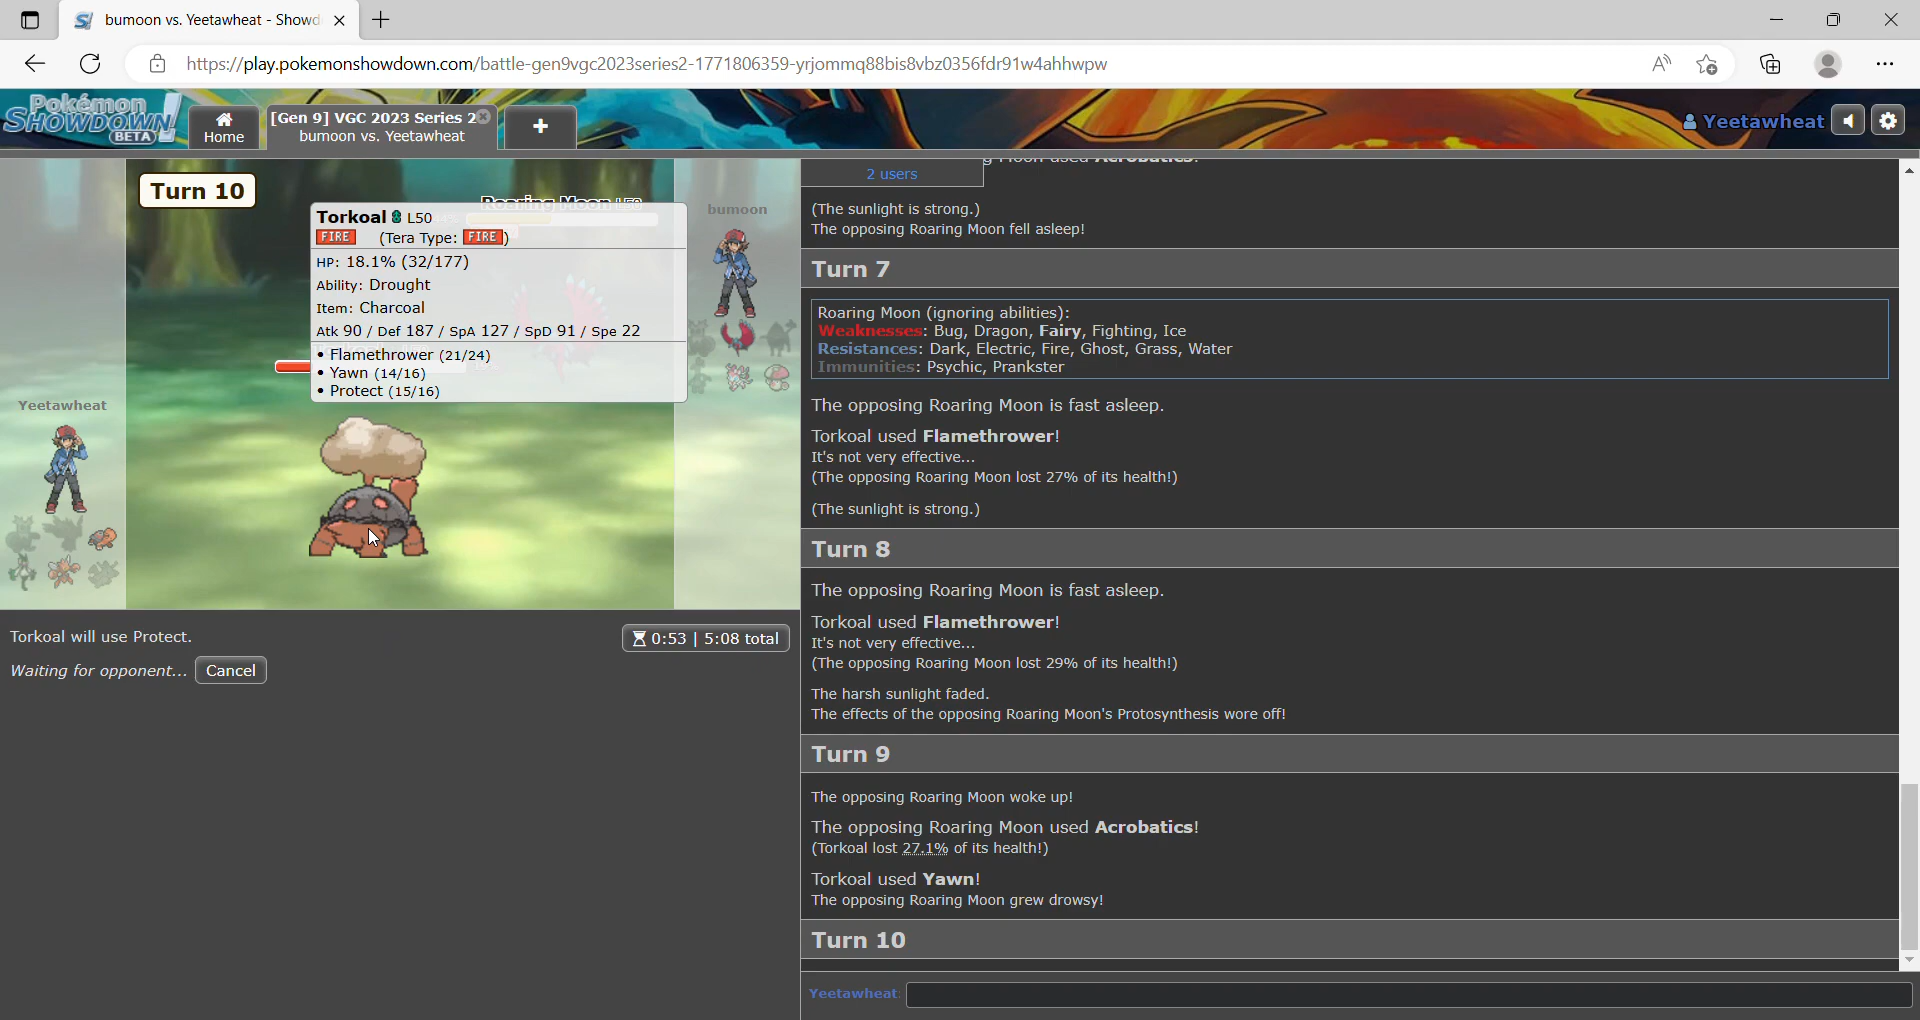 bumoon vs. Yeetawheat - Showd
https://play.pokemonshowdown.com/battle-gen9vgc2023series2-1771806359-yrjommq88bis8vbz0356fdr91w4ahhwpw
Pokémon
SHOWDOWN!
BETA
Home
[Gen 9] VGC 2023 Series 2
bumoon vs. Yeetawheat
Yeetawheat
Turn 10
Roaring Moon L50
bumoon
Torkoal L50
FIRE (Tera Type: FIRE)
HP: 18.1% (32/177)
Ability: Drought
Item: Charcoal
Atk 90 / Def 187 / SpA 127 / SpD 91 / Spe 22
• Flamethrower (21/24)
• Yawn (14/16)
• Protect (15/16)
Yeetawheat
Torkoal will use Protect.
0:53 | 5:08 total
Waiting for opponent... Cancel
2 users
Moon used Acrobatics!
(The sunlight is strong.)
The opposing Roaring Moon fell asleep!
Turn 7
Roaring Moon (ignoring abilities):
Weaknesses: Bug, Dragon, Fairy, Fighting, Ice
Resistances: Dark, Electric, Fire, Ghost, Grass, Water
Immunities: Psychic, Prankster
The opposing Roaring Moon is fast asleep.
Torkoal used Flamethrower!
It's not very effective...
(The opposing Roaring Moon lost 27% of its health!)
(The sunlight is strong.)
Turn 8
The opposing Roaring Moon is fast asleep.
Torkoal used Flamethrower!
It's not very effective...
(The opposing Roaring Moon lost 29% of its health!)
The harsh sunlight faded.
The effects of the opposing Roaring Moon's Protosynthesis wore off!
Turn 9
The opposing Roaring Moon woke up!
The opposing Roaring Moon used Acrobatics!
(Torkoal lost 27.1% of its health!)
Torkoal used Yawn!
The opposing Roaring Moon grew drowsy!
Turn 10
Yeetawheat: